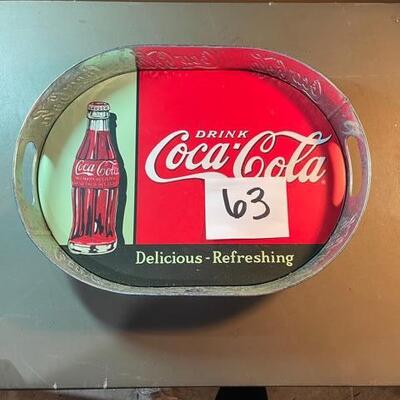 DRINK
Coca-Cola
63
Coca-Cola
Delicious - Refreshing